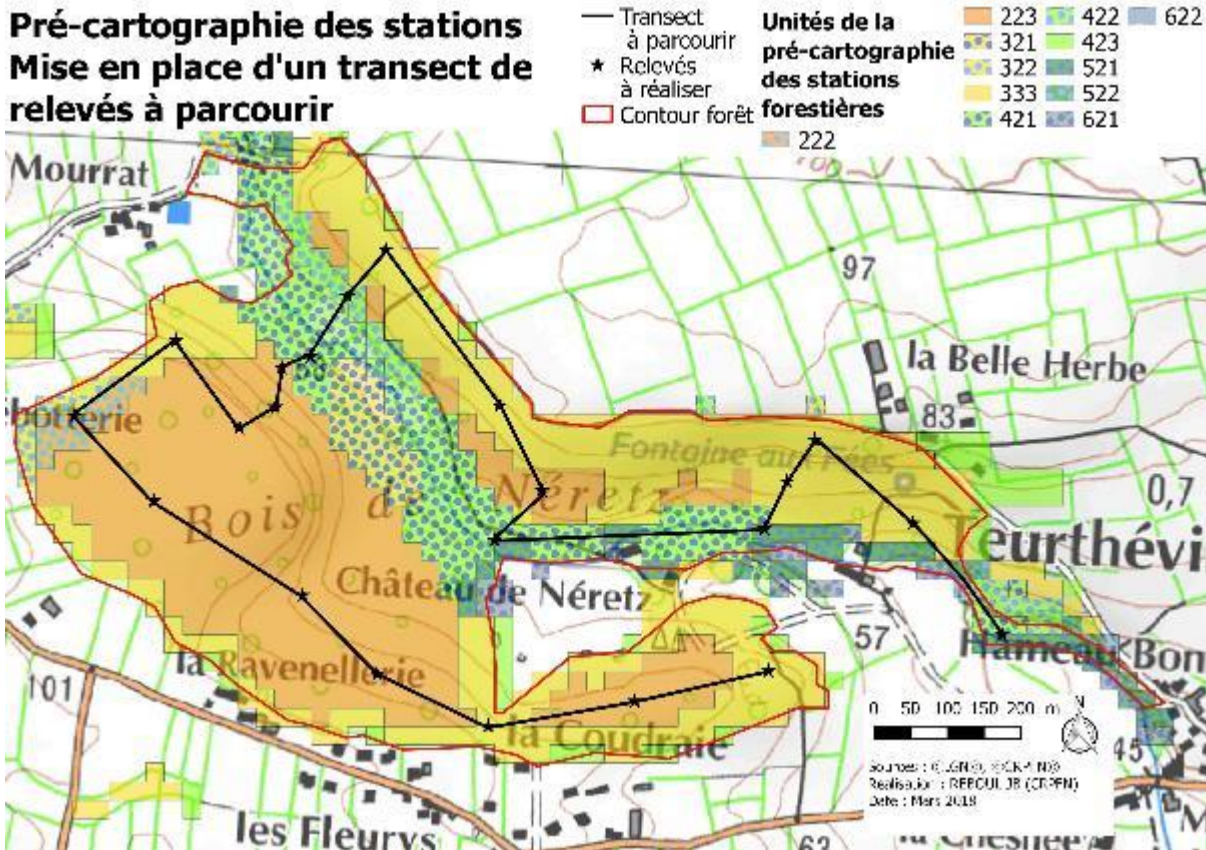 Pré-cartographie des stations
Mise en place d'un transect de
relevés à parcourir
Transect
à parcourir
Relevés
à réaliser
Contour forêt
Unités de la
pré-cartographie
des stations
forestières
222
223
321
322
333
421
422
423
521
522
621
622
Mourrat
97
la Belle Herbe
83
Fontaine aux Fées
0,7
Bois de Néretz
Château de Néretz
57
Hameau Bon
la Ravenellerie
101
la Coudraie
les Fleurys
63
45
0 50 100 150 200 m
N
Réalisation : REBOUL JB (CRPFN)
Date : Mars 2018